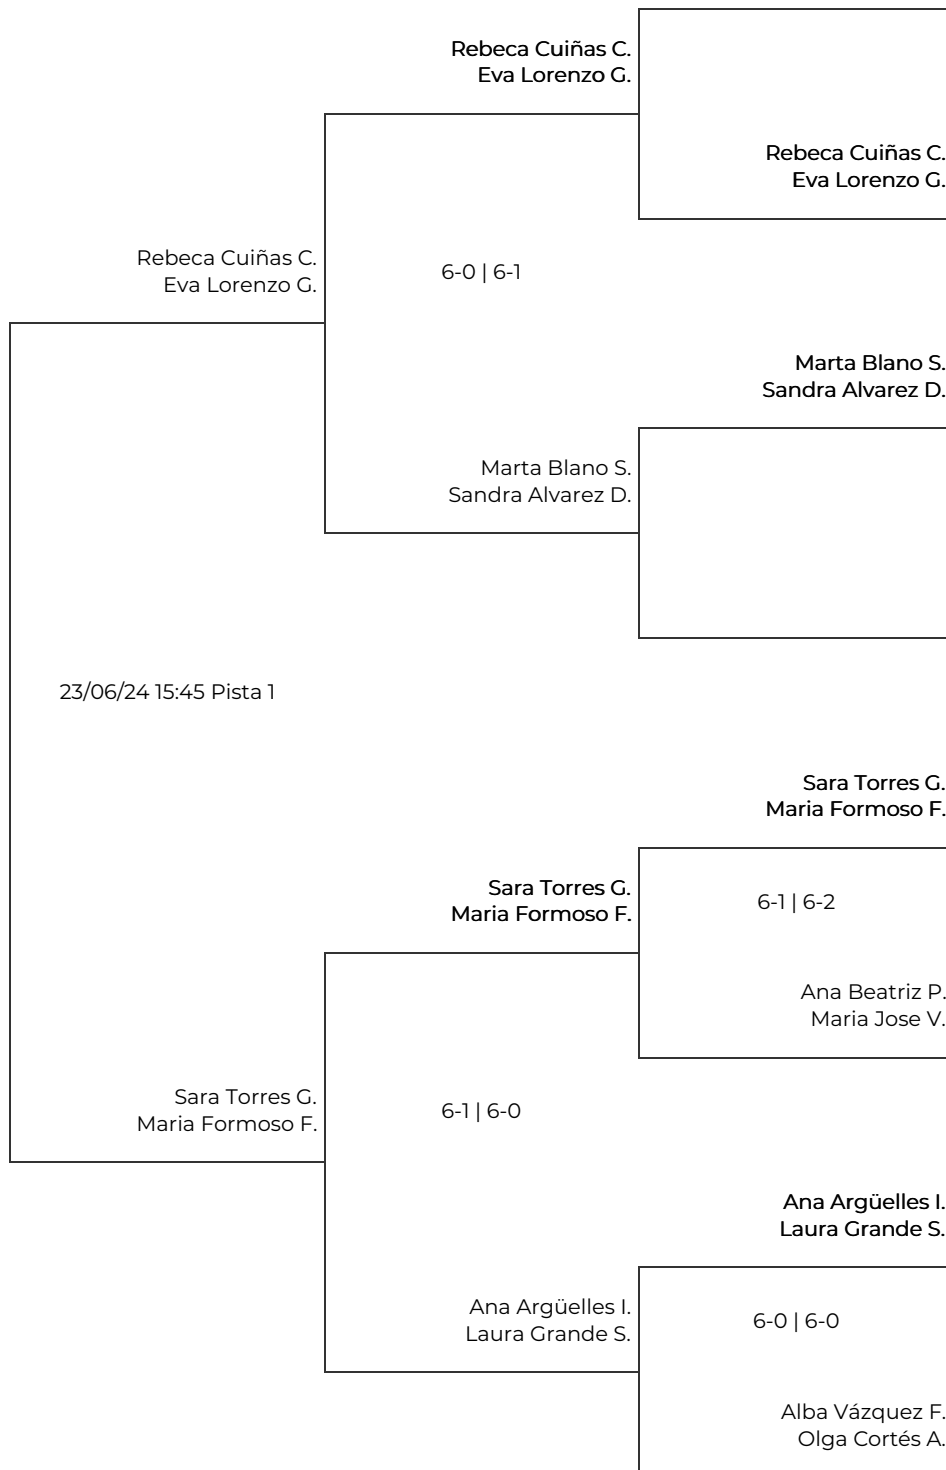 Rebeca Cuiñas C.
Eva Lorenzo G.
Rebeca Cuiñas C.
Eva Lorenzo G.
Rebeca Cuiñas C.
Eva Lorenzo G.
6-0 | 6-1
Marta Blano S.
Sandra Alvarez D.
Marta Blano S.
Sandra Alvarez D.
23/06/24 15:45 Pista 1
Sara Torres G.
Maria Formoso F.
Sara Torres G.
Maria Formoso F.
6-1 | 6-2
Ana Beatriz P.
Maria Jose V.
Sara Torres G.
Maria Formoso F.
6-1 | 6-0
Ana Argüelles I.
Laura Grande S.
Ana Argüelles I.
Laura Grande S.
6-0 | 6-0
Alba Vázquez F.
Olga Cortés A.